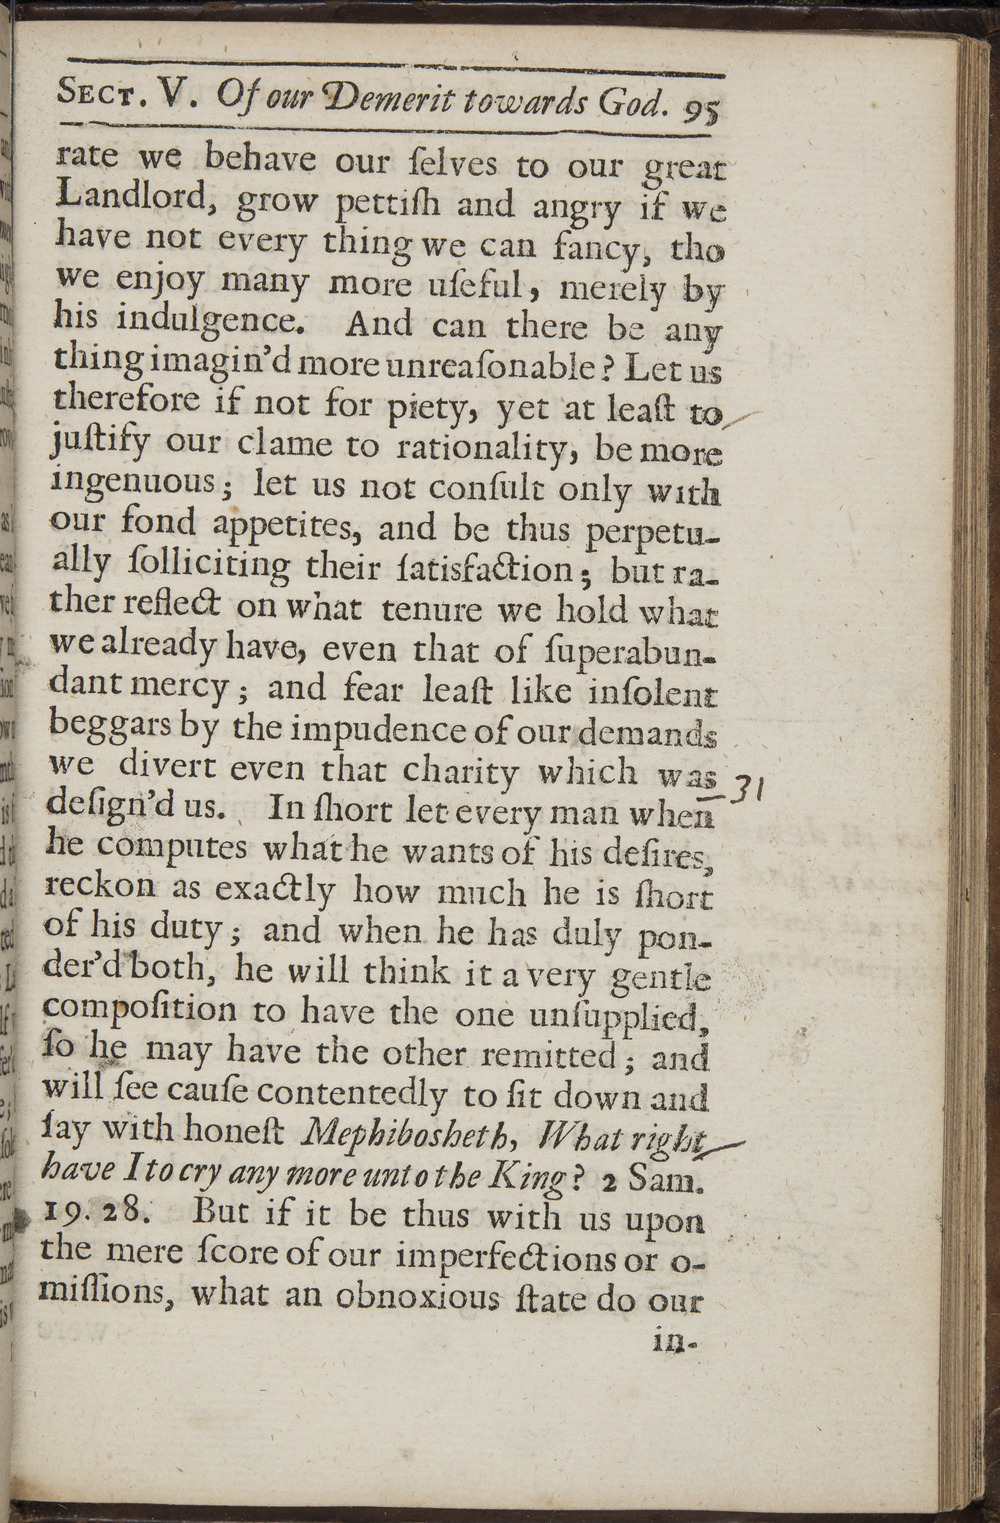 SECT. V. Of our Demerit towards God. 95
rate we behave our ſelves to our great
Landlord, grow pettiſh and angry if we
have not every thing we can fancy, tho
we enjoy many more uſeful, merely by
his indulgence. And can there be any
thing imagin'd more unreaſonable? Let us
therefore if not for piety, yet at leaſt to
juſtify our clame to rationality, be more
ingenuous; let us not conſult only with
our fond appetites, and be thus perpetu-
ally ſolliciting their ſatisfaction; but ra-
ther reflect on what tenure we hold what
we already have, even that of ſuperabun-
dant mercy; and fear leaſt like inſolent
beggars by the impudence of our demands
we divert even that charity which was 31
deſign'd us. In ſhort let every man when
he computes what he wants of his deſires,
reckon as exactly how much he is ſhort
of his duty; and when he has duly pon-
der'd both, he will think it a very gentle
compoſition to have the one unſupplied,
ſo he may have the other remitted; and
will ſee cauſe contentedly to ſit down and
ſay with honeſt Mephibosheth, What right
have I to cry any more unto the King? 2 Sam.
19. 28. But if it be thus with us upon
the mere ſcore of our imperfections or o-
miſſions, what an obnoxious ſtate do our
in-